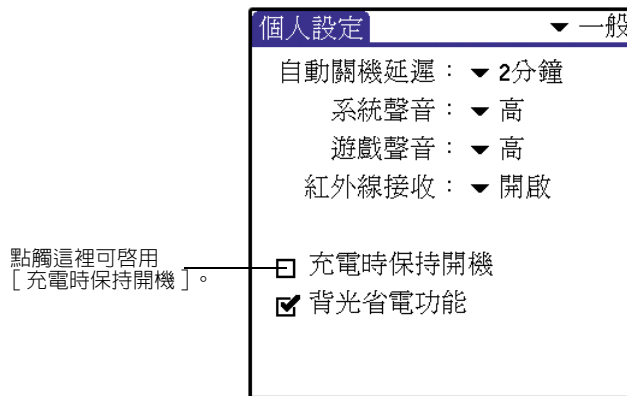 個人設定 ▼ 一般
自動關機延遲： ▼ 2分鐘
系統聲音： ▼ 高
遊戲聲音： ▼ 高
紅外線接收： ▼ 開啟
點觸這裡可啓用
［充電時保持開機］。
充電時保持開機
背光省電功能